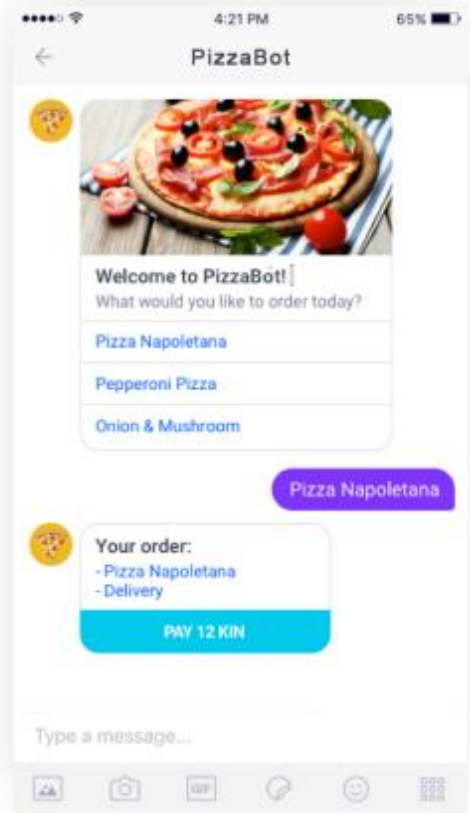 4:21 PM
65%
PizzaBot
Welcome to PizzaBot!
What would you like to order today?
Pizza Napoletana
Pepperoni Pizza
Onion & Mushroom
Pizza Napoletana
Your order:
- Pizza Napoletana
- Delivery
PAY 12 KIN
Type a message...
GIF